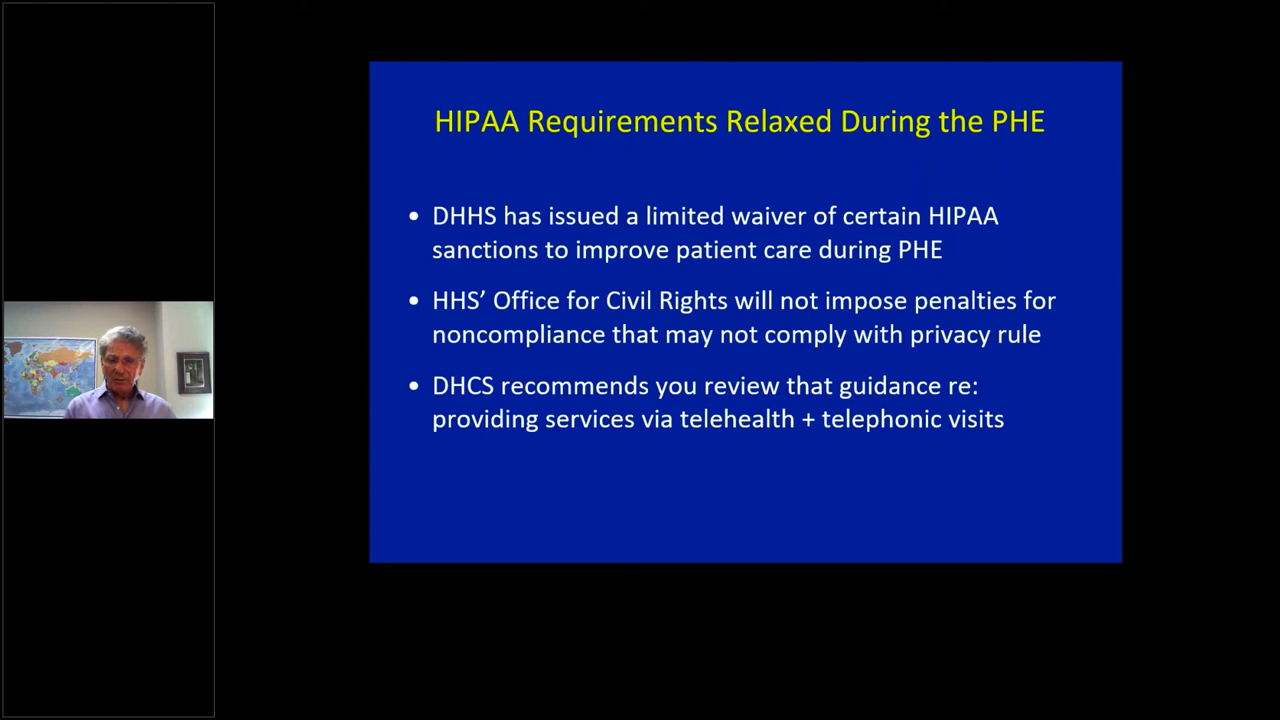 HIPAA Requirements Relaxed During the PHE
• DHHS has issued a limited waiver of certain HIPAA
sanctions to improve patient care during PHE
• HHS’ Office for Civil Rights will not impose penalties for
noncompliance that may not comply with privacy rule
• DHCS recommends you review that guidance re:
providing services via telehealth + telephonic visits